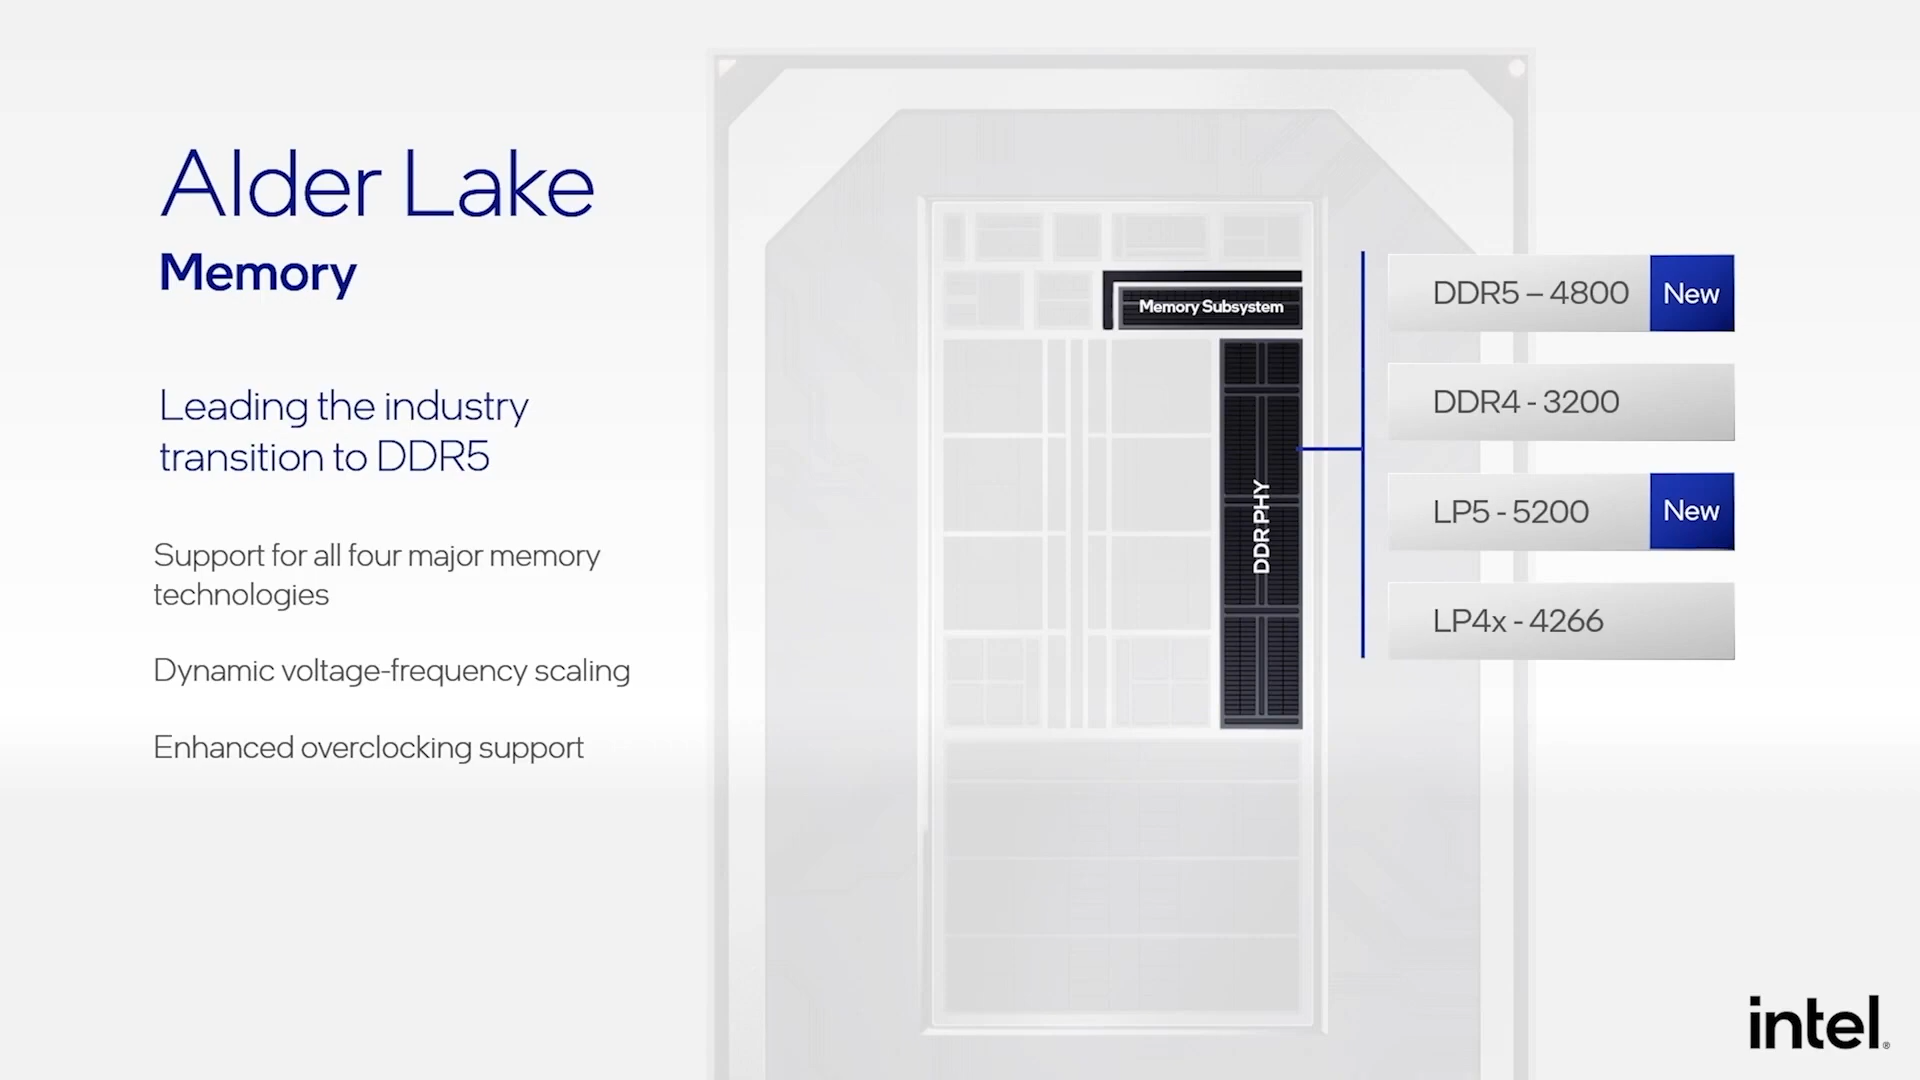 Alder Lake
Memory
Leading the industry
transition to DDR5
Support for all four major memory
technologies
Dynamic voltage-frequency scaling
Enhanced overclocking support
Memory Subsystem
DDR PHY
DDR5 – 4800 New
DDR4 - 3200
LP5 - 5200 New
LP4x - 4266
intel®